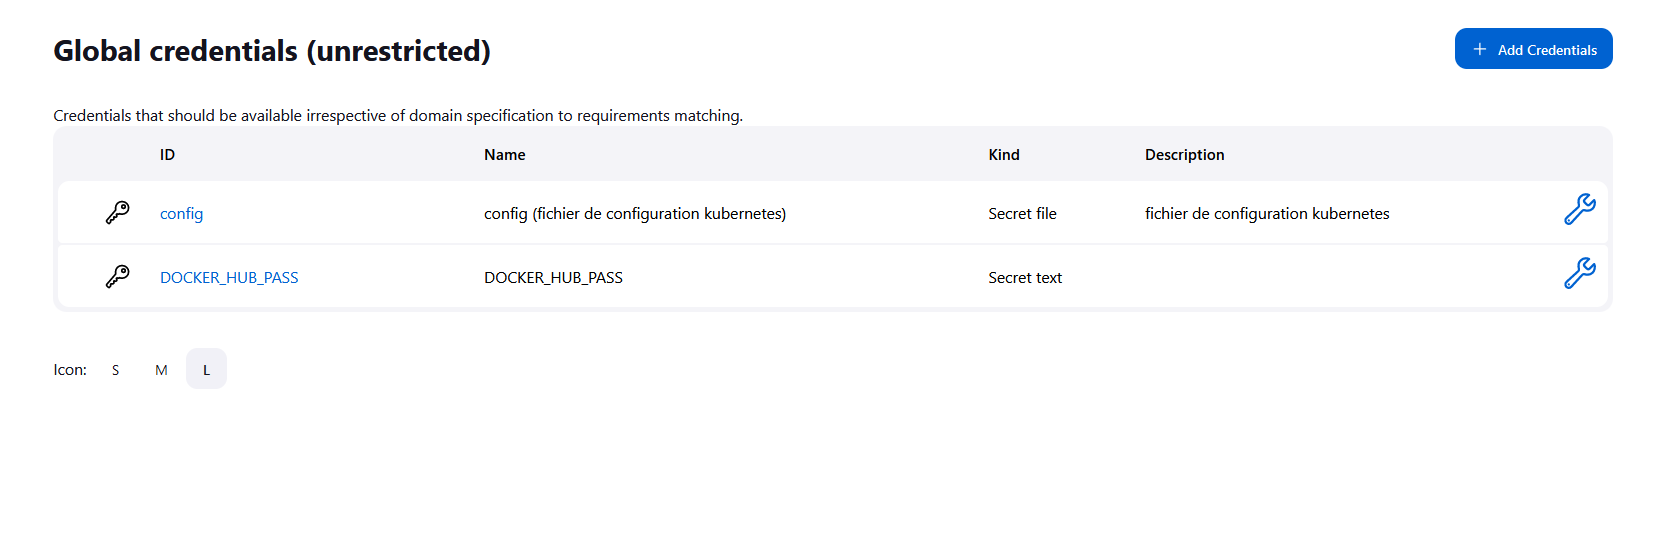 Global credentials (unrestricted)
Add Credentials
Credentials that should be available irrespective of domain specification to requirements matching.
ID Name Kind Description
config config (fichier de configuration kubernetes) Secret file fichier de configuration kubernetes
DOCKER_HUB_PASS DOCKER_HUB_PASS Secret text
Icon: S M L